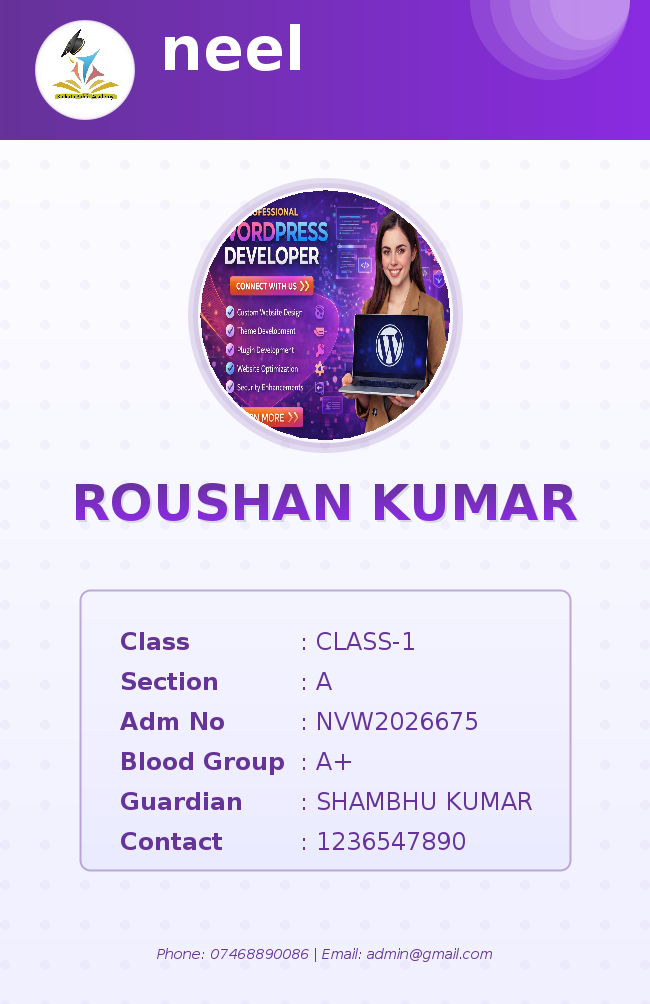 neel
WORDPRESS
DEVELOPER
CONNECT WITH US
Custom Website Design
Theme Development
Plugin Development
Website Optimization
Security Enhancements
MORE
ROUSHAN KUMAR
Class : CLASS-1
Section : A
Adm No : NVW2026675
Blood Group : A+
Guardian : SHAMBHU KUMAR
Contact : 1236547890
Phone: 07468890086 | Email: admin@gmail.com